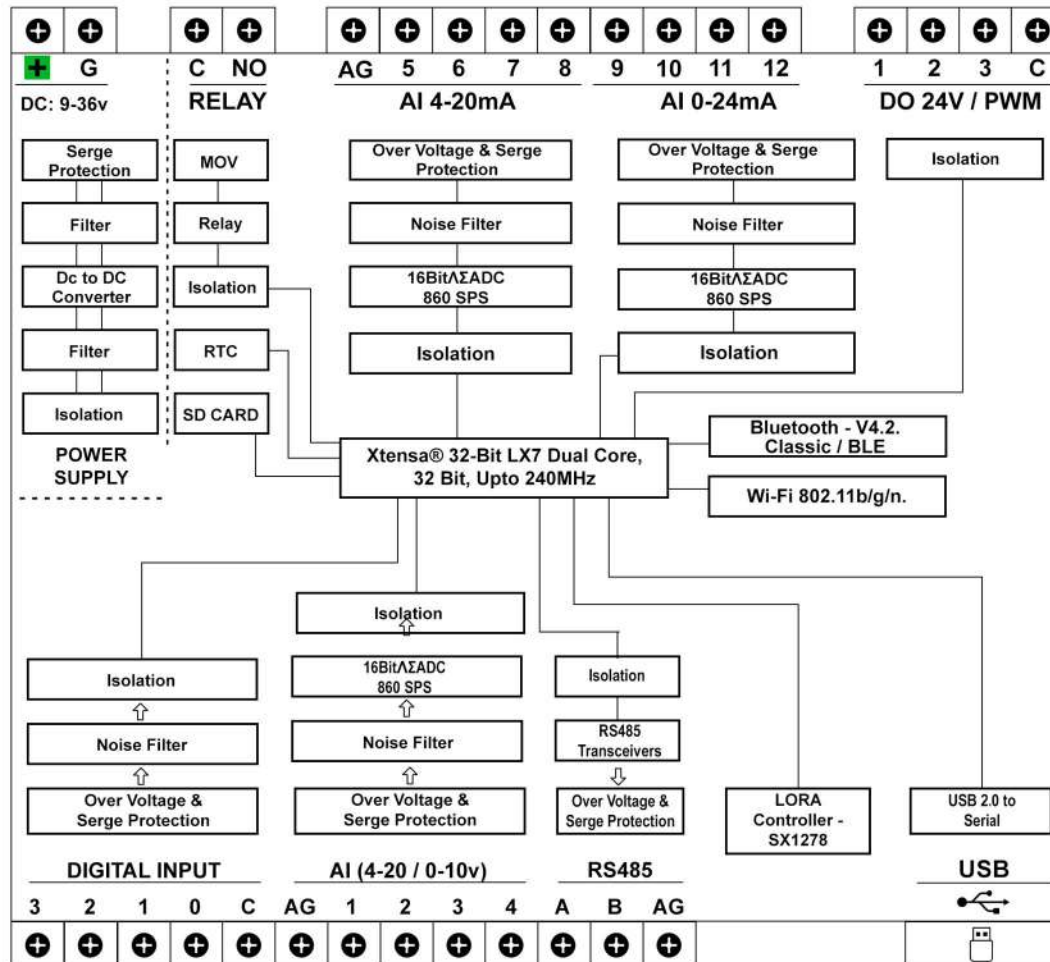 + G
DC: 9-36v
C NO
RELAY
AG 5 6 7 8
AI 4-20mA
9 10 11 12
AI 0-24mA
1 2 3 C
DO 24V / PWM
Serge
Protection
Filter
Dc to DC
Converter
Filter
Isolation
POWER
SUPPLY
MOV
Relay
Isolation
RTC
SD CARD
Over Voltage & Serge
Protection
Noise Filter
16BitΛΣADC
860 SPS
Isolation
Over Voltage & Serge
Protection
Noise Filter
16BitΛΣADC
860 SPS
Isolation
Isolation
Xtensa® 32-Bit LX7 Dual Core,
32 Bit, Upto 240MHz
Bluetooth - V4.2.
Classic / BLE
Wi-Fi 802.11b/g/n.
Isolation
Noise Filter
Over Voltage &
Serge Protection
DIGITAL INPUT
3 2 1 0 C
Isolation
16BitΛΣADC
860 SPS
Noise Filter
Over Voltage &
Serge Protection
AI (4-20 / 0-10v)
AG 1 2 3 4
Isolation
RS485
Transceivers
Over Voltage &
Serge Protection
RS485
A B AG
LORA
Controller -
SX1278
USB 2.0 to
Serial
USB